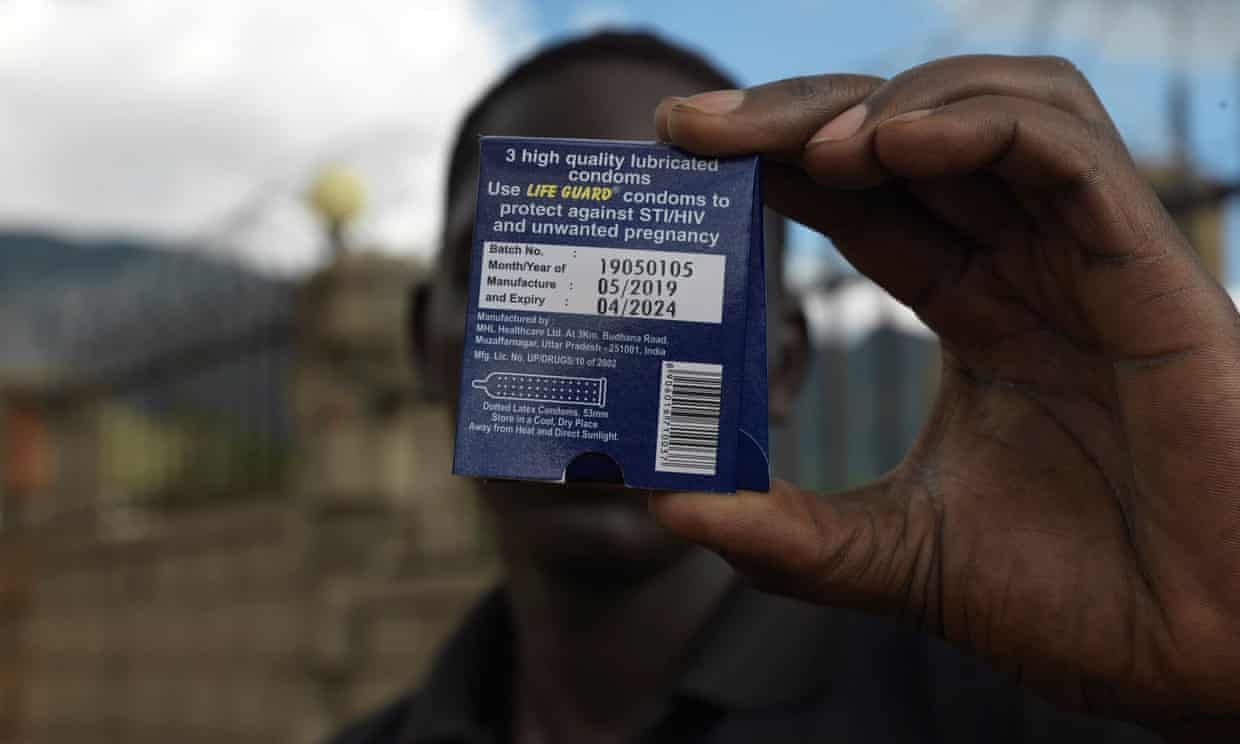 3 high quality lubricated
condoms
Use LIFE GUARD® condoms to
protect against STI/HIV
and unwanted pregnancy
Batch No. : 19050105
Month/Year of
Manufacture : 05/2019
and Expiry : 04/2024
Manufactured by :
MHL Healthcare Ltd. At 3Km. Budhana Road,
Muzaffarnagar, Uttar Pradesh - 251001, India
Mfg. Lic. No. UP/DRUGS/10 of 2002
Dotted Latex Condoms, 53mm
Store in a Cool, Dry Place
Away from Heat and Direct Sunlight.